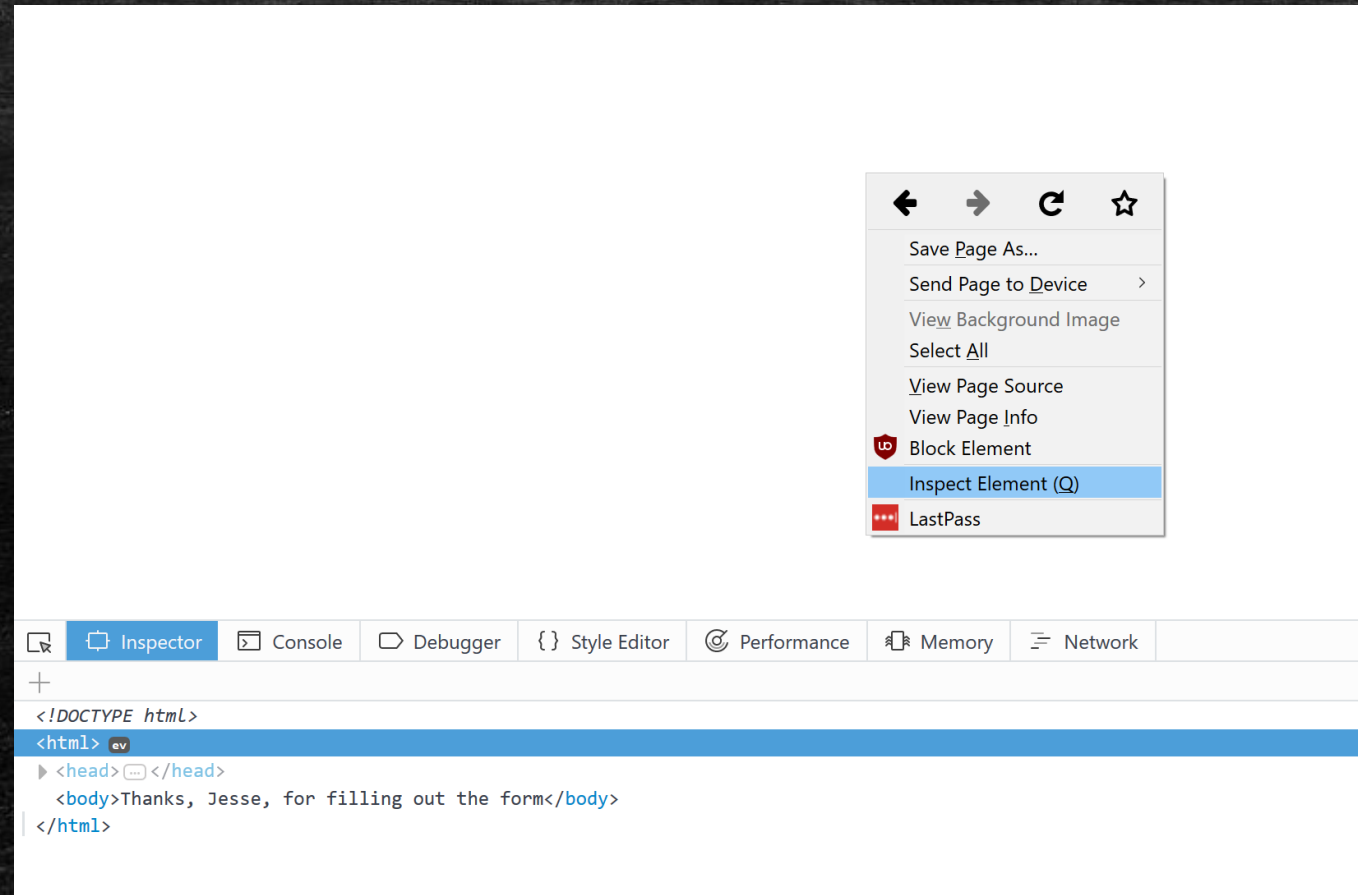 Save Page As...
Send Page to Device
View Background Image
Select All
View Page Source
View Page Info
Block Element
Inspect Element (Q)
LastPass
Inspector Console Debugger { } Style Editor Performance Memory Network
<!DOCTYPE html>
<html> ev
<head>...</head>
<body>Thanks, Jesse, for filling out the form</body>
</html>